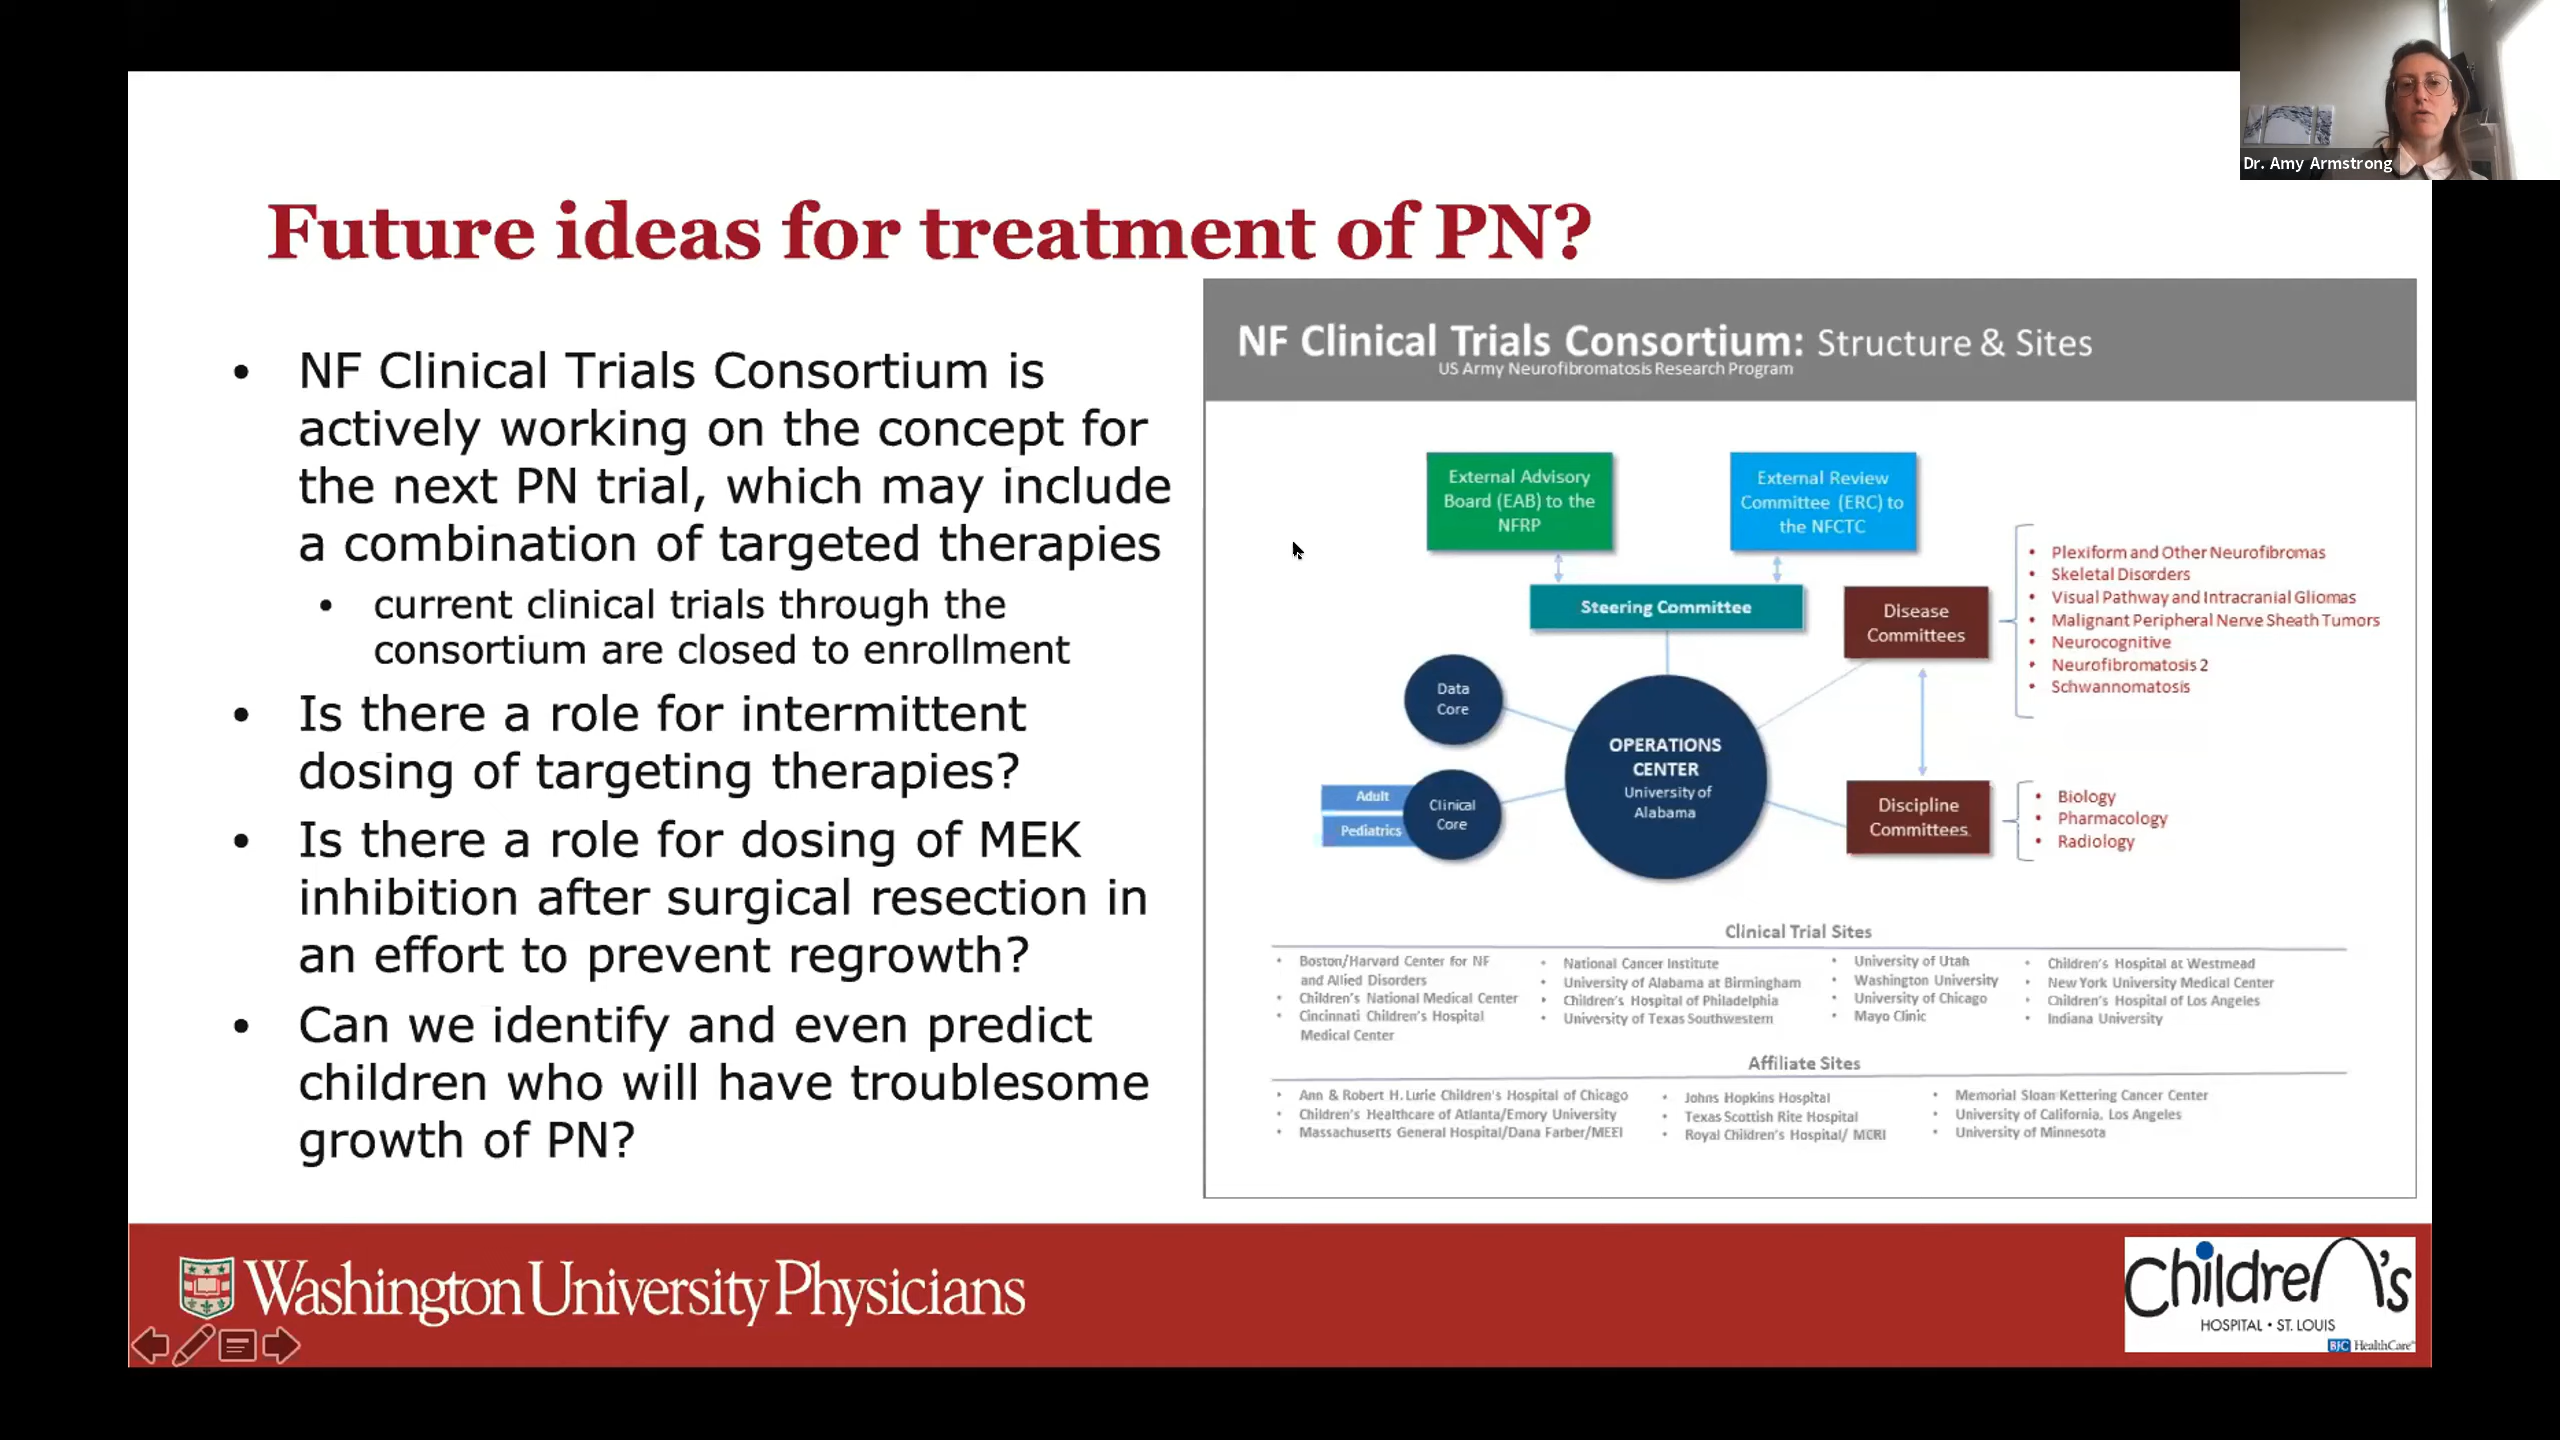 Dr. Amy Armstrong
Future ideas for treatment of PN?
• NF Clinical Trials Consortium is
actively working on the concept for
the next PN trial, which may include
a combination of targeted therapies
• current clinical trials through the
consortium are closed to enrollment
• Is there a role for intermittent
dosing of targeting therapies?
• Is there a role for dosing of MEK
inhibition after surgical resection in
an effort to prevent regrowth?
• Can we identify and even predict
children who will have troublesome
growth of PN?
NF Clinical Trials Consortium: Structure & Sites
US Army Neurofibromatosis Research Program
External Advisory
Board (EAB) to the
NFRP
External Review
Committee (ERC) to
the NFCTC
Steering Committee
Disease
Committees
• Plexiform and Other Neurofibromas
• Skeletal Disorders
• Visual Pathway and Intracranial Gliomas
• Malignant Peripheral Nerve Sheath Tumors
• Neurocognitive
• Neurofibromatosis 2
• Schwannomatosis
Data
Core
OPERATIONS
CENTER
University of
Alabama
Adult
Pediatrics
Clinical
Core
Discipline
Committees
• Biology
• Pharmacology
• Radiology
Clinical Trial Sites
• Boston/Harvard Center for NF
and Allied Disorders
• Children's National Medical Center
• Cincinnati Children's Hospital
Medical Center
• National Cancer Institute
• University of Alabama at Birmingham
• Children's Hospital of Philadelphia
• University of Texas Southwestern
• University of Utah
• Washington University
• University of Chicago
• Mayo Clinic
• Children's Hospital at Westmead
• New York University Medical Center
• Children's Hospital of Los Angeles
• Indiana University
Affiliate Sites
• Ann & Robert H. Lurie Children's Hospital of Chicago
• Children's Healthcare of Atlanta/Emory University
• Massachusetts General Hospital/Dana Farber/MEEI
• Johns Hopkins Hospital
• Texas Scottish Rite Hospital
• Royal Children's Hospital/ MCRI
• Memorial Sloan Kettering Cancer Center
• University of California, Los Angeles
• University of Minnesota
Washington University Physicians
Children's
HOSPITAL • ST. LOUIS
BJC HealthCare